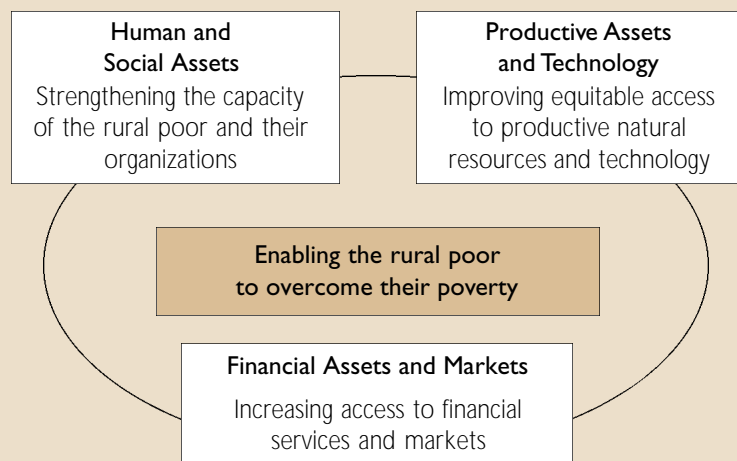 Human and
Social Assets
Strengthening the capacity
of the rural poor and their
organizations
Productive Assets
and Technology
Improving equitable access
to productive natural
resources and technology
Enabling the rural poor
to overcome their poverty
Financial Assets and Markets
Increasing access to financial
services and markets